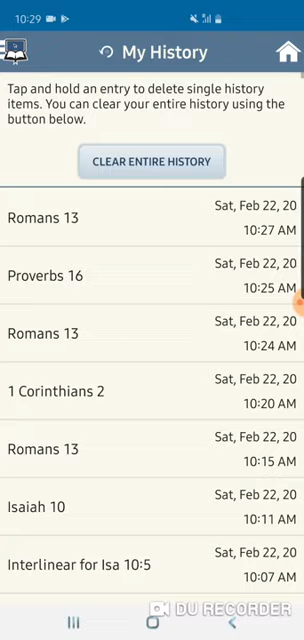 10:29
My History
Tap and hold an entry to delete single history
items. You can clear your entire history using the
button below.
CLEAR ENTIRE HISTORY
Romans 13
Sat, Feb 22, 20
10:27 AM
Proverbs 16
Sat, Feb 22, 20
10:25 AM
Romans 13
Sat, Feb 22, 20
10:24 AM
1 Corinthians 2
Sat, Feb 22, 20
10:20 AM
Romans 13
Sat, Feb 22, 20
10:15 AM
Isaiah 10
Sat, Feb 22, 20
10:11 AM
Interlinear for Isa 10:5
Sat, Feb 22, 20
10:07 AM
DU RECORDER